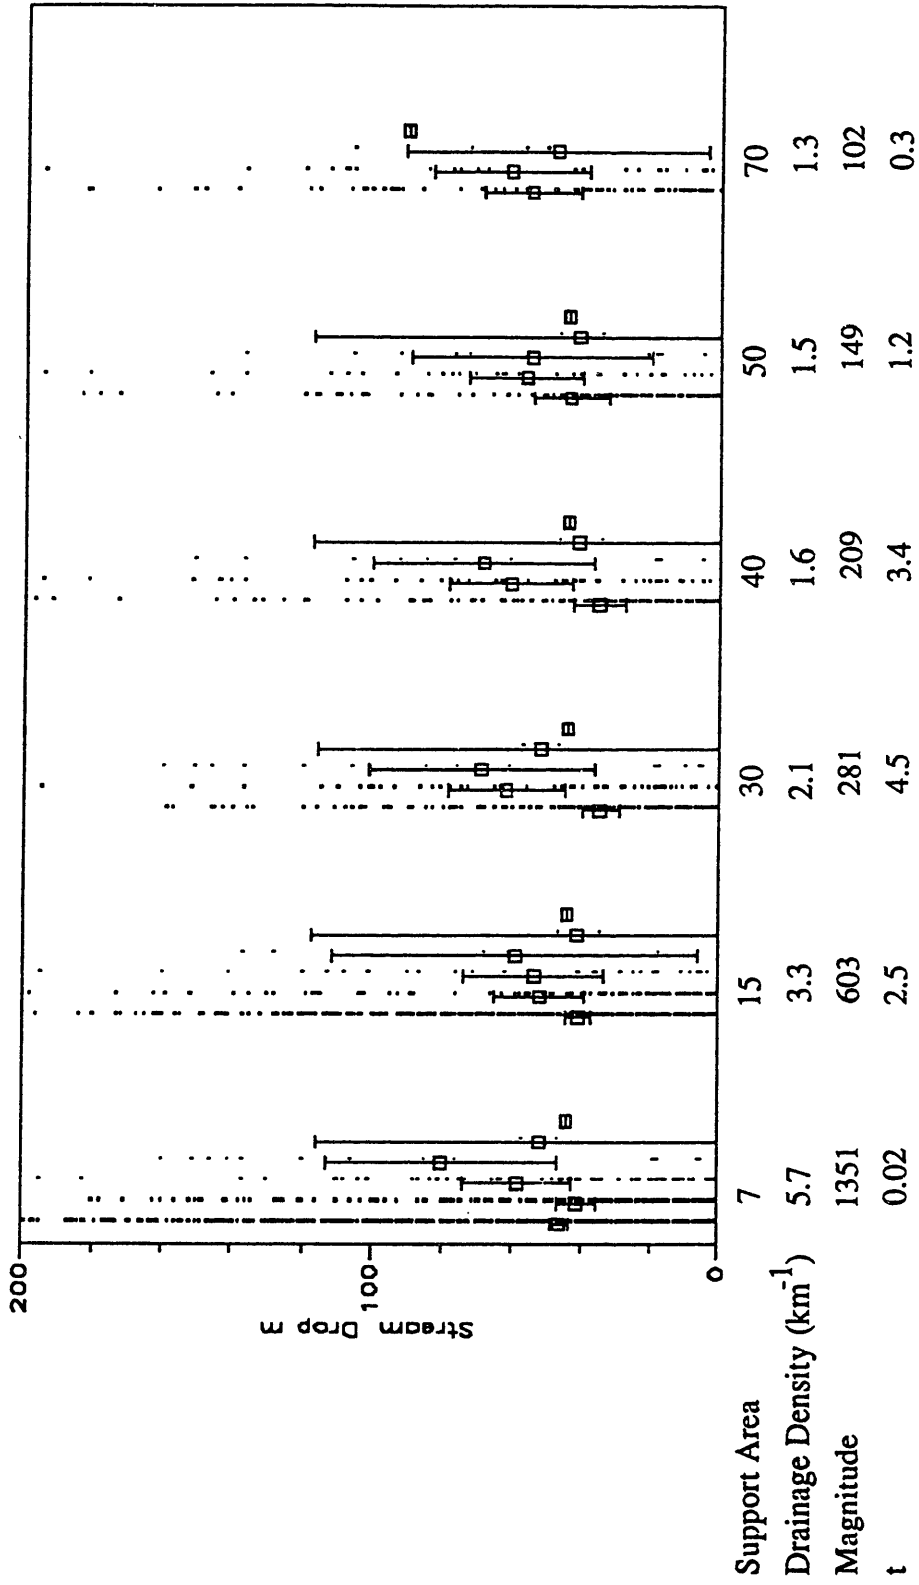 200
100
0
Stream Drop m
Support Area 7 15 30 40 50 70
Drainage Density (km⁻¹) 5.7 3.3 2.1 1.6 1.5 1.3
Magnitude 1351 603 281 209 149 102
t 0.02 2.5 4.5 3.4 1.2 0.3